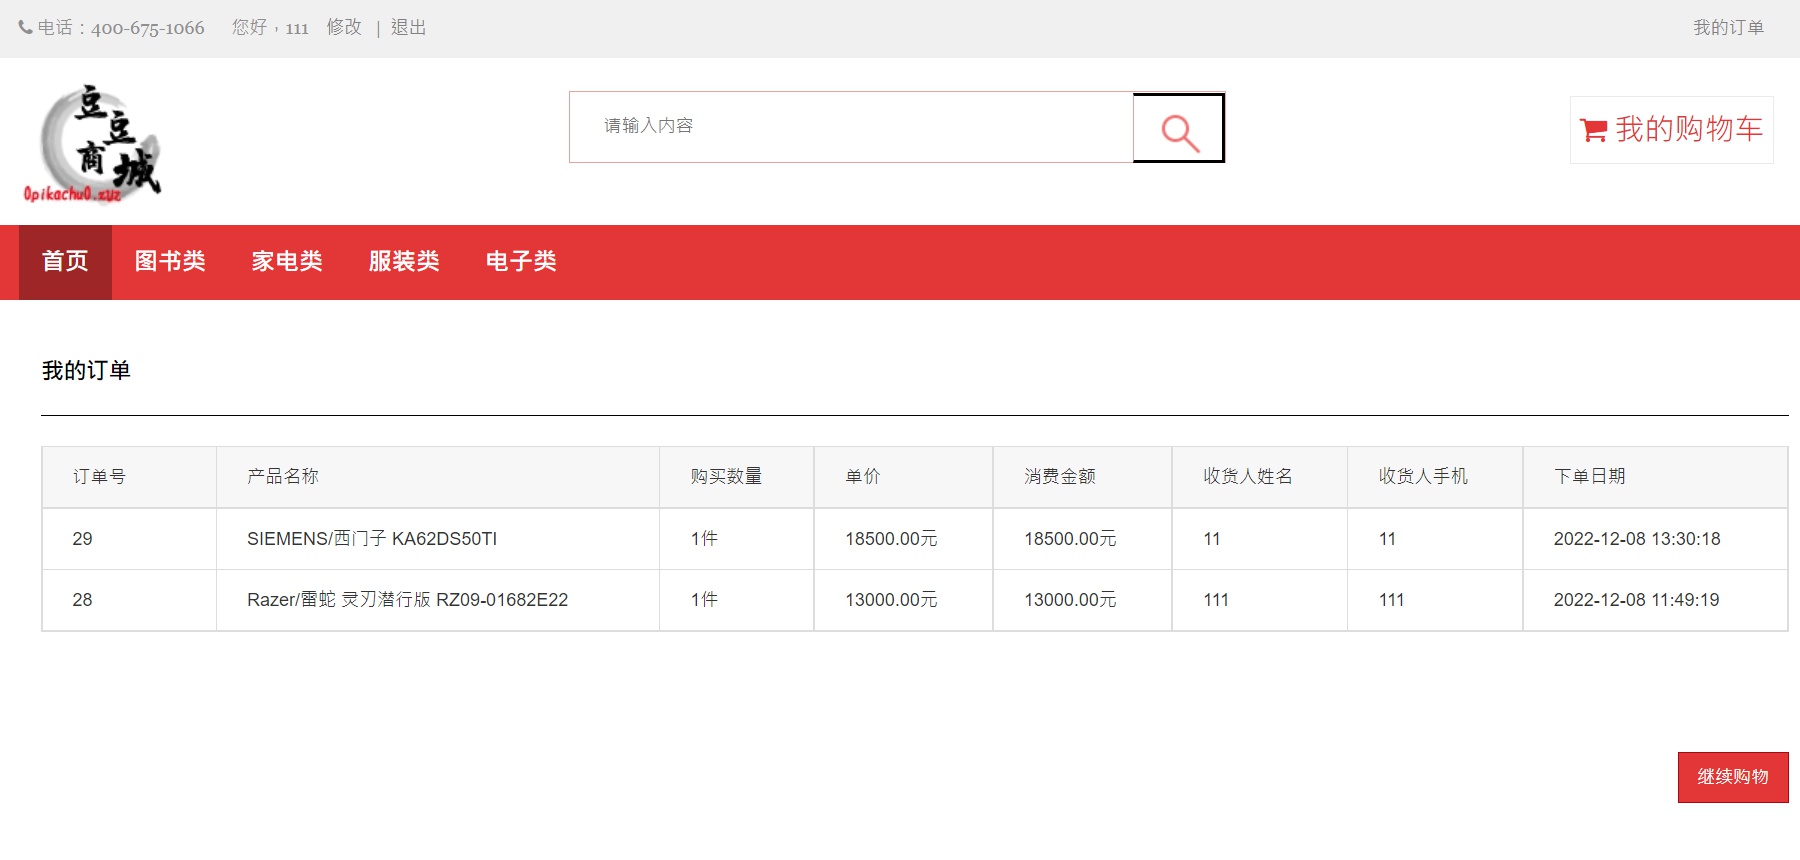 电话：400-675-1066 您好，111 修改 | 退出 我的订单
豆豆商城
0pikachu0.xyz
请输入内容
我的购物车
首页 图书类 家电类 服装类 电子类
我的订单
订单号 产品名称 购买数量 单价 消费金额 收货人姓名 收货人手机 下单日期
29 SIEMENS/西门子 KA62DS50TI 1件 18500.00元 18500.00元 11 11 2022-12-08 13:30:18
28 Razer/雷蛇 灵刃潜行版 RZ09-01682E22 1件 13000.00元 13000.00元 111 111 2022-12-08 11:49:19
继续购物